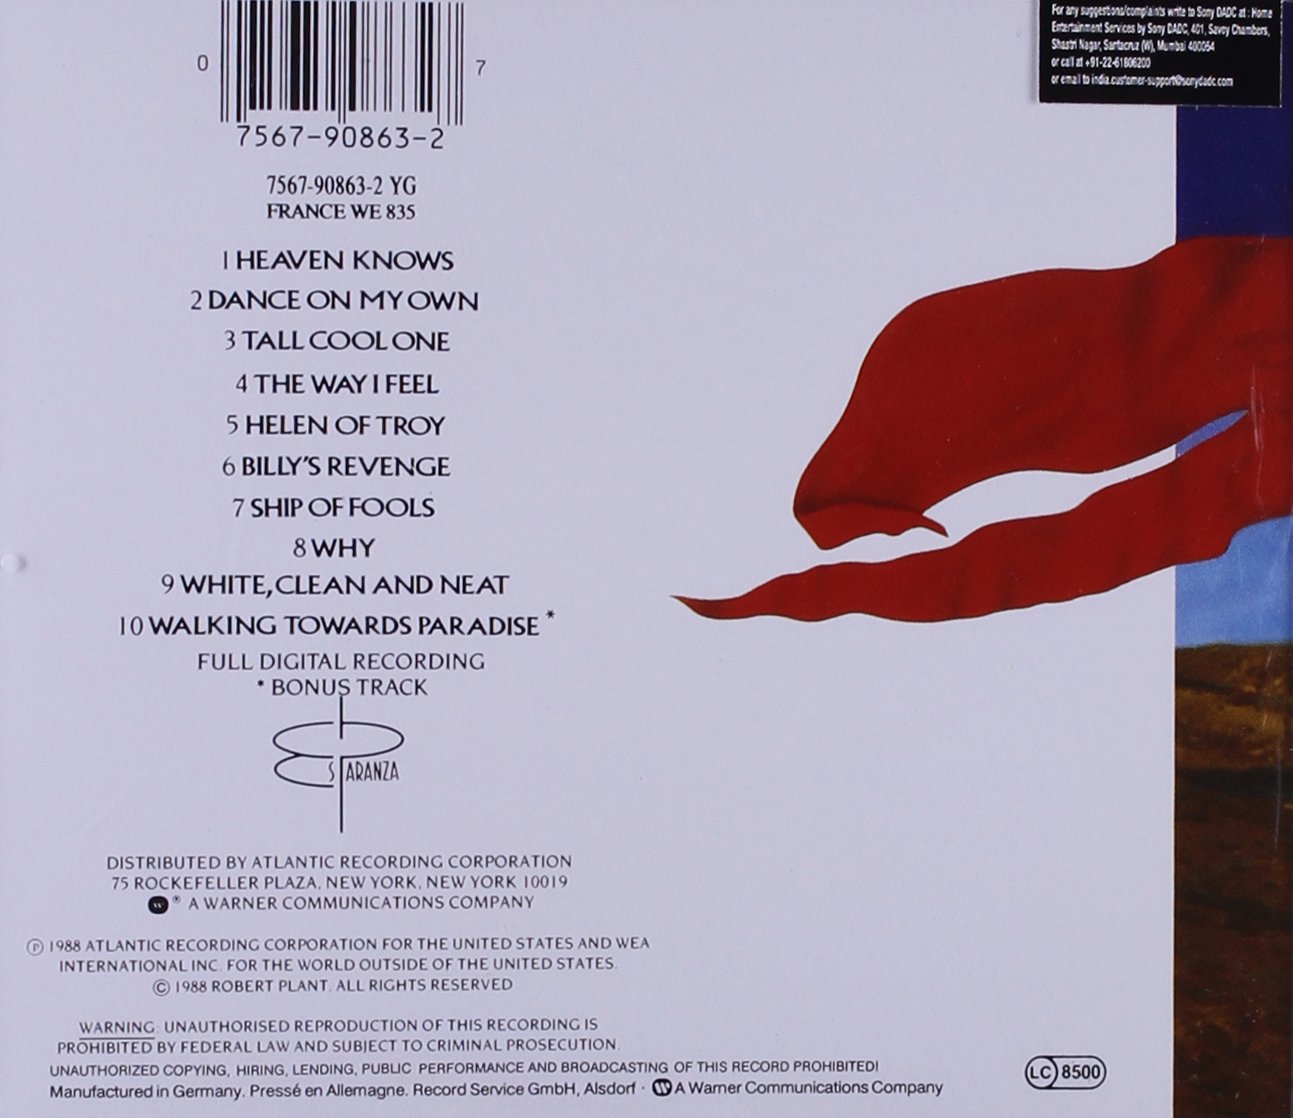 For any suggestions/complaints write to Sony DADC at : Home
Entertainment Services by Sony DADC, 401, Savoy Chambers,
Shastri Nagar, Santacruz (W), Mumbai 400054
or call at +91-22-61806200
or email to india.customer-support@sonydadc.com
0 7
7567-90863-2
7567-90863-2 YG
FRANCE WE 835
1 HEAVEN KNOWS
2 DANCE ON MY OWN
3 TALL COOL ONE
4 THE WAY I FEEL
5 HELEN OF TROY
6 BILLY'S REVENGE
7 SHIP OF FOOLS
8 WHY
9 WHITE, CLEAN AND NEAT
10 WALKING TOWARDS PARADISE *
FULL DIGITAL RECORDING
* BONUS TRACK
ESPARANZA
DISTRIBUTED BY ATLANTIC RECORDING CORPORATION
75 ROCKEFELLER PLAZA, NEW YORK, NEW YORK 10019
W ® A WARNER COMMUNICATIONS COMPANY
℗ 1988 ATLANTIC RECORDING CORPORATION FOR THE UNITED STATES AND WEA
INTERNATIONAL INC. FOR THE WORLD OUTSIDE OF THE UNITED STATES.
© 1988 ROBERT PLANT. ALL RIGHTS RESERVED
WARNING: UNAUTHORISED REPRODUCTION OF THIS RECORDING IS
PROHIBITED BY FEDERAL LAW AND SUBJECT TO CRIMINAL PROSECUTION.
UNAUTHORIZED COPYING, HIRING, LENDING, PUBLIC PERFORMANCE AND BROADCASTING OF THIS RECORD PROHIBITED!
Manufactured in Germany. Pressé en Allemagne. Record Service GmbH, Alsdorf · W A Warner Communications Company
LC 8500